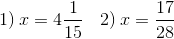 1) x = 4 1/15 2) x = 17/28